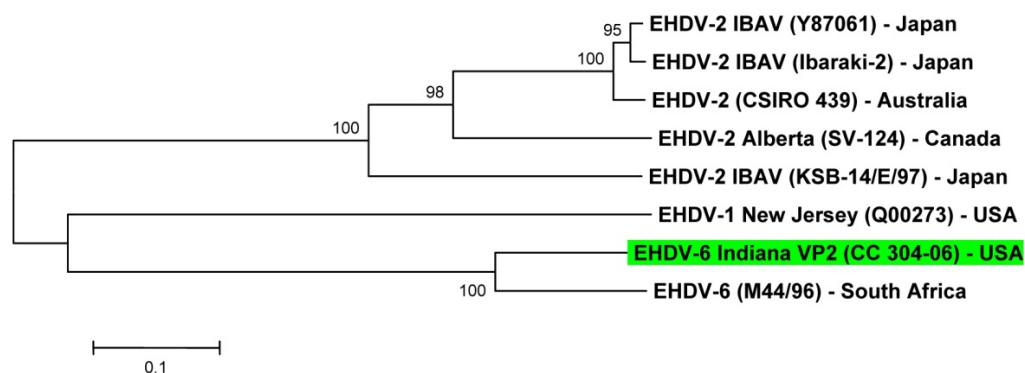 95
EHDV-2 IBAV (Y87061) - Japan
EHDV-2 IBAV (Ibaraki-2) - Japan
100
EHDV-2 (CSIRO 439) - Australia
98
EHDV-2 Alberta (SV-124) - Canada
100
EHDV-2 IBAV (KSB-14/E/97) - Japan
EHDV-1 New Jersey (Q00273) - USA
EHDV-6 Indiana VP2 (CC 304-06) - USA
100
EHDV-6 (M44/96) - South Africa
0.1